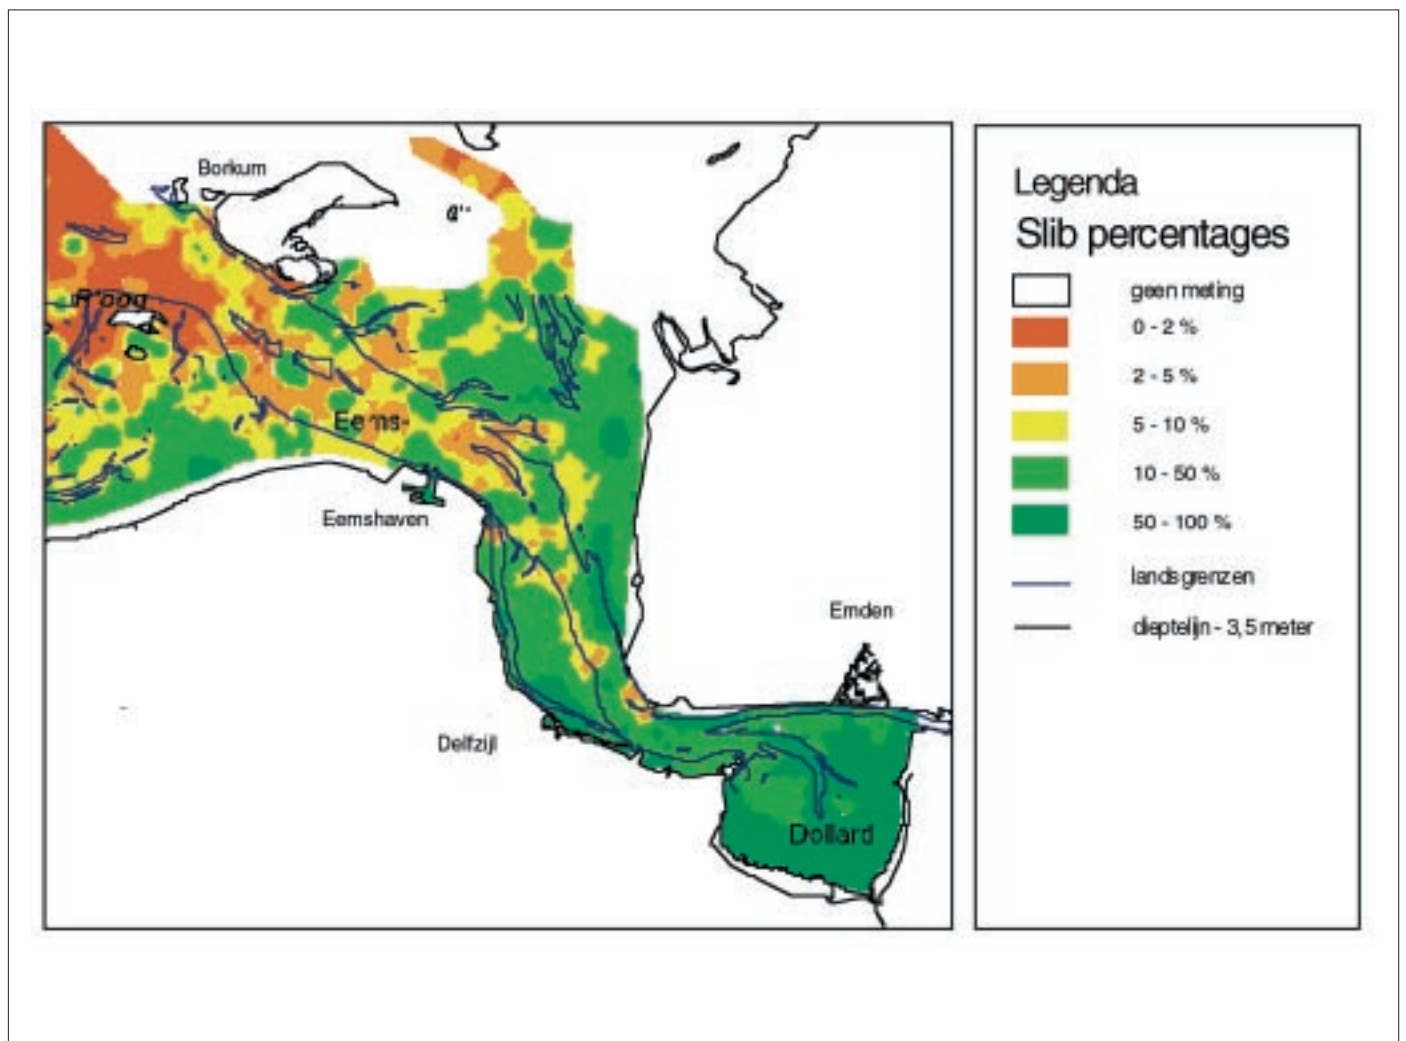 Borkum
Eems-
Eemshaven
Emden
Delfzijl
Dollard
Legenda
Slib percentages
geen meting
0 - 2 %
2 - 5 %
5 - 10 %
10 - 50 %
50 - 100 %
landsgrenzen
dieptelijn - 3,5 meter